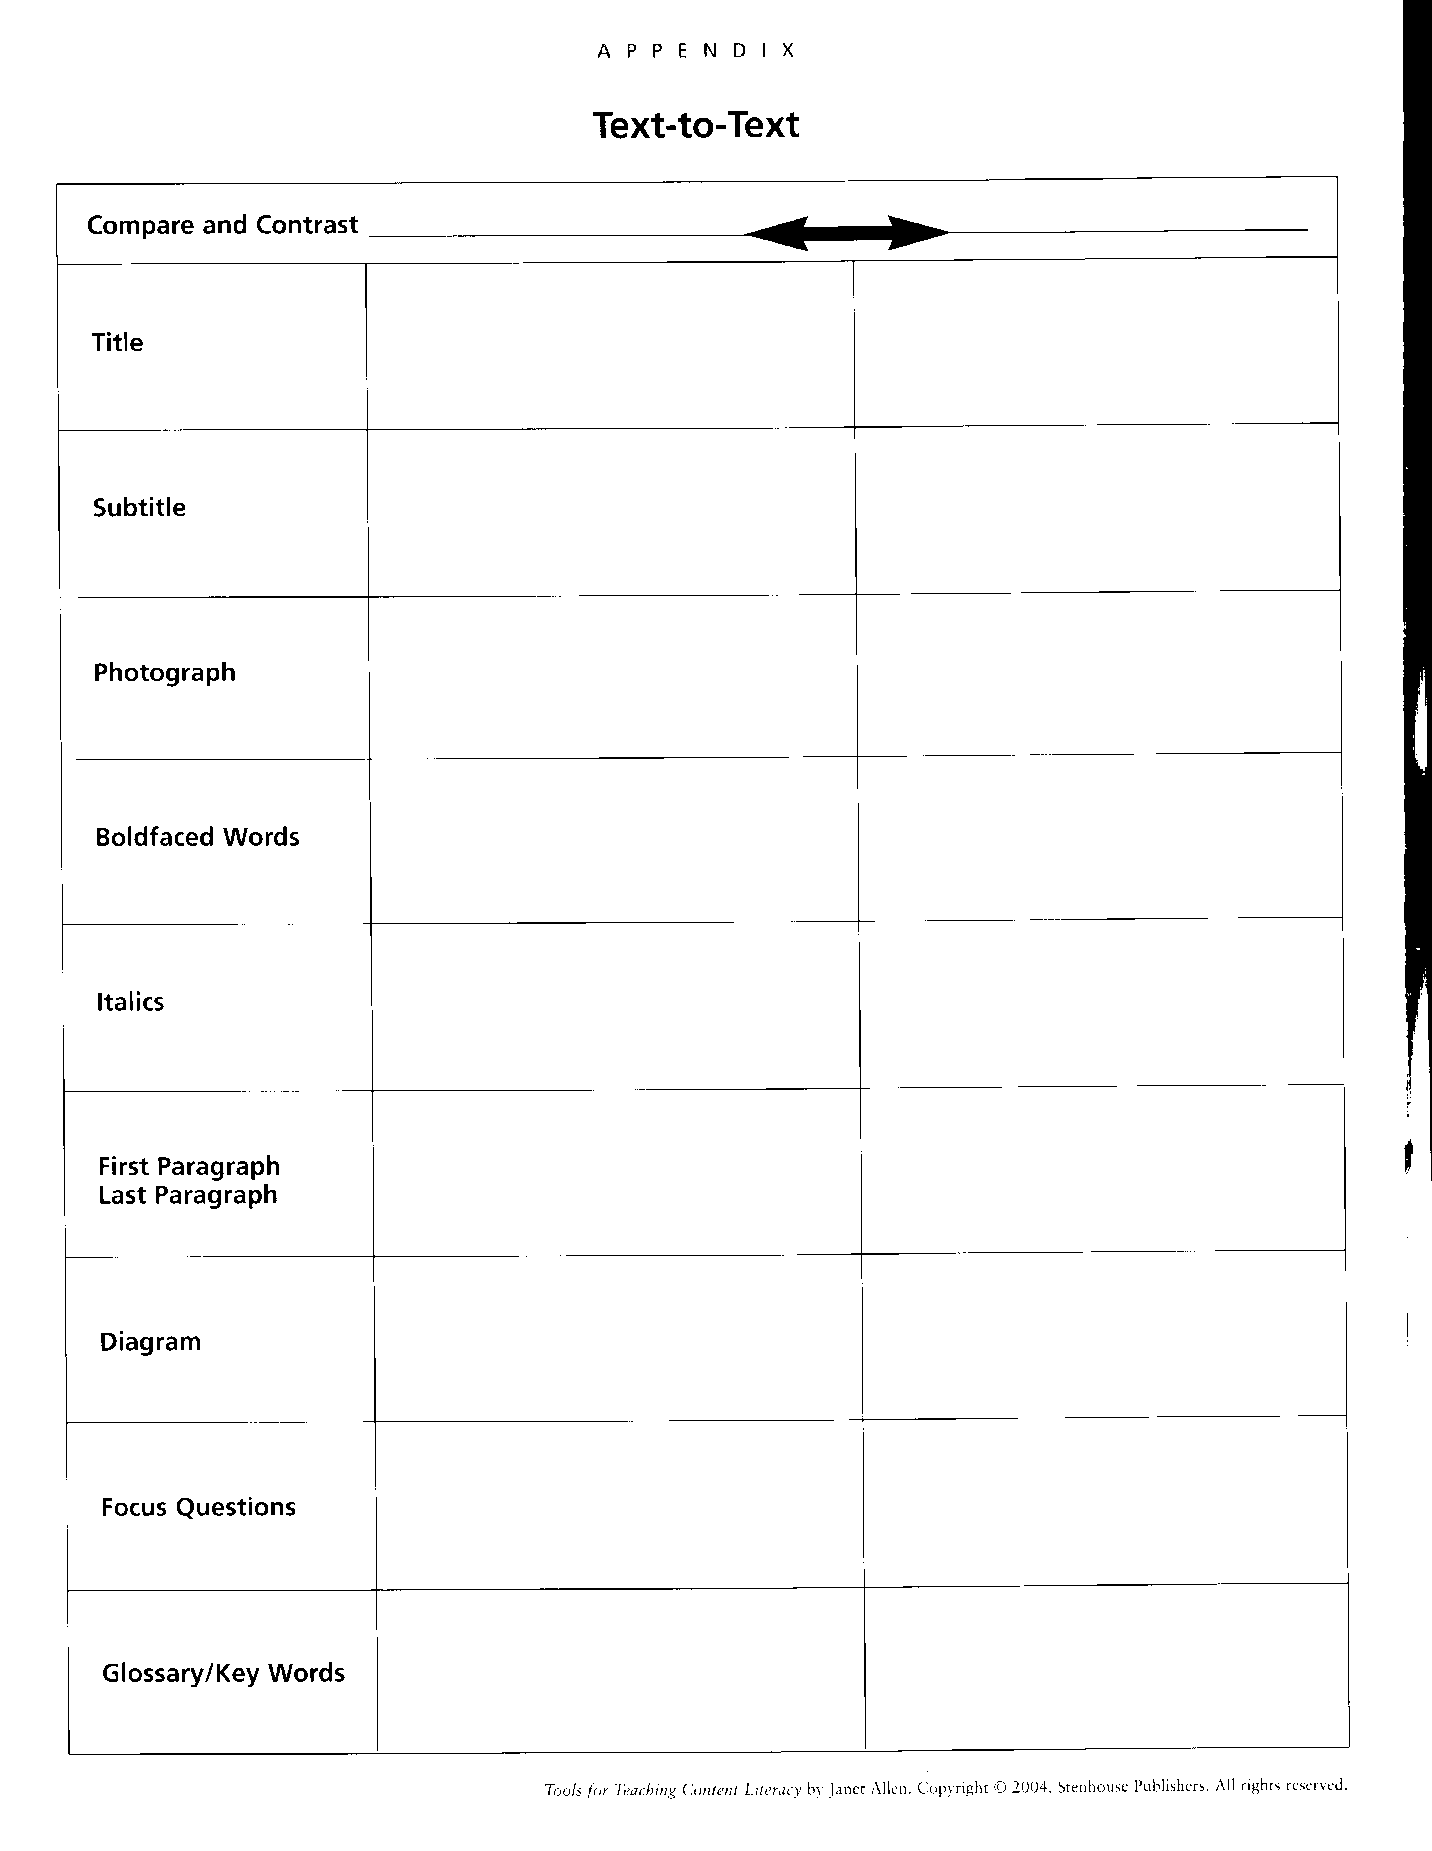 APPENDIX
Text-to-Text
Compare and Contrast
Title
Subtitle
Photograph
Boldfaced Words
Italics
First Paragraph
Last Paragraph
Diagram
Focus Questions
Glossary/Key Words
Tools for Teaching Content Literacy by Janet Allen. Copyright © 2004. Stenhouse Publishers. All rights reserved.